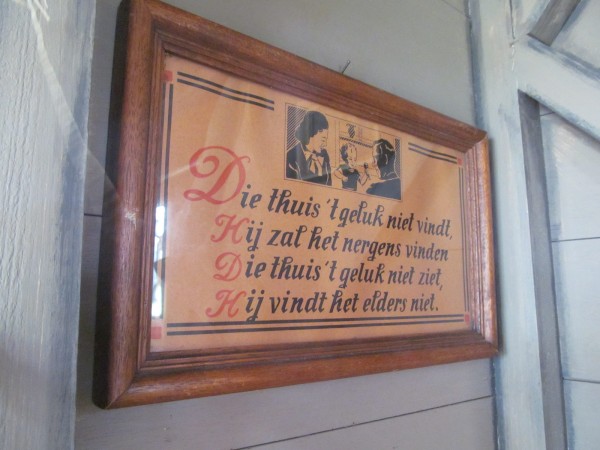 Die thuis 't geluk niet vindt,
Hij zal het nergens vinden
Die thuis 't geluk niet ziet,
Hij vindt het elders niet.